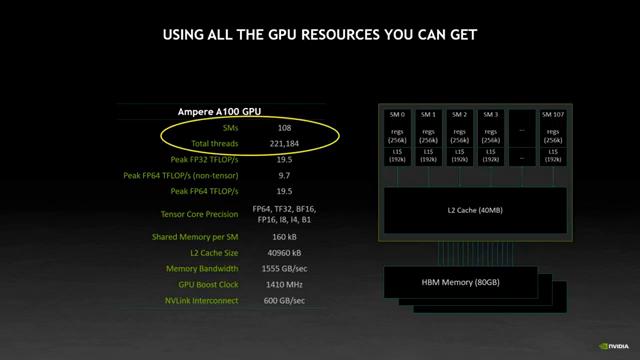 USING ALL THE GPU RESOURCES YOU CAN GET
Ampere A100 GPU
SMs 108
Total threads 221,184
Peak FP32 TFLOP/s 19.5
Peak FP64 TFLOP/s (non-tensor) 9.7
Peak FP64 TFLOP/s 19.5
Tensor Core Precision FP64, TF32, BF16,
FP16, I8, I4, B1
Shared Memory per SM 160 kB
L2 Cache Size 40960 kB
Memory Bandwidth 1555 GB/sec
GPU Boost Clock 1410 MHz
NVLink Interconnect 600 GB/sec
SM 0 SM 1 SM 2 SM 3 ... SM 107
regs regs regs regs regs
(256k) (256k) (256k) (256k) (256k)
L1$ L1$ L1$ L1$ ... L1$
(192k) (192k) (192k) (192k) (192k)
L2 Cache (40MB)
HBM Memory (80GB)
NVIDIA